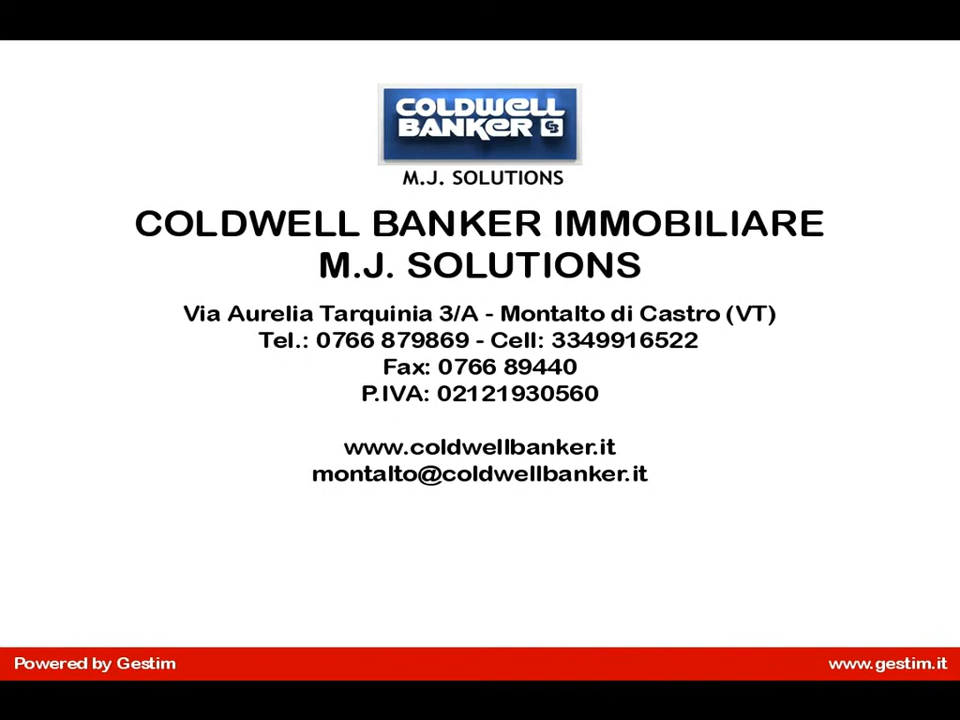 COLDWELL
BANKER CB
M.J. SOLUTIONS
COLDWELL BANKER IMMOBILIARE
M.J. SOLUTIONS
Via Aurelia Tarquinia 3/A - Montalto di Castro (VT)
Tel.: 0766 879869 - Cell: 3349916522
Fax: 0766 89440
P.IVA: 02121930560
www.coldwellbanker.it
montalto@coldwellbanker.it
Powered by Gestim
www.gestim.it